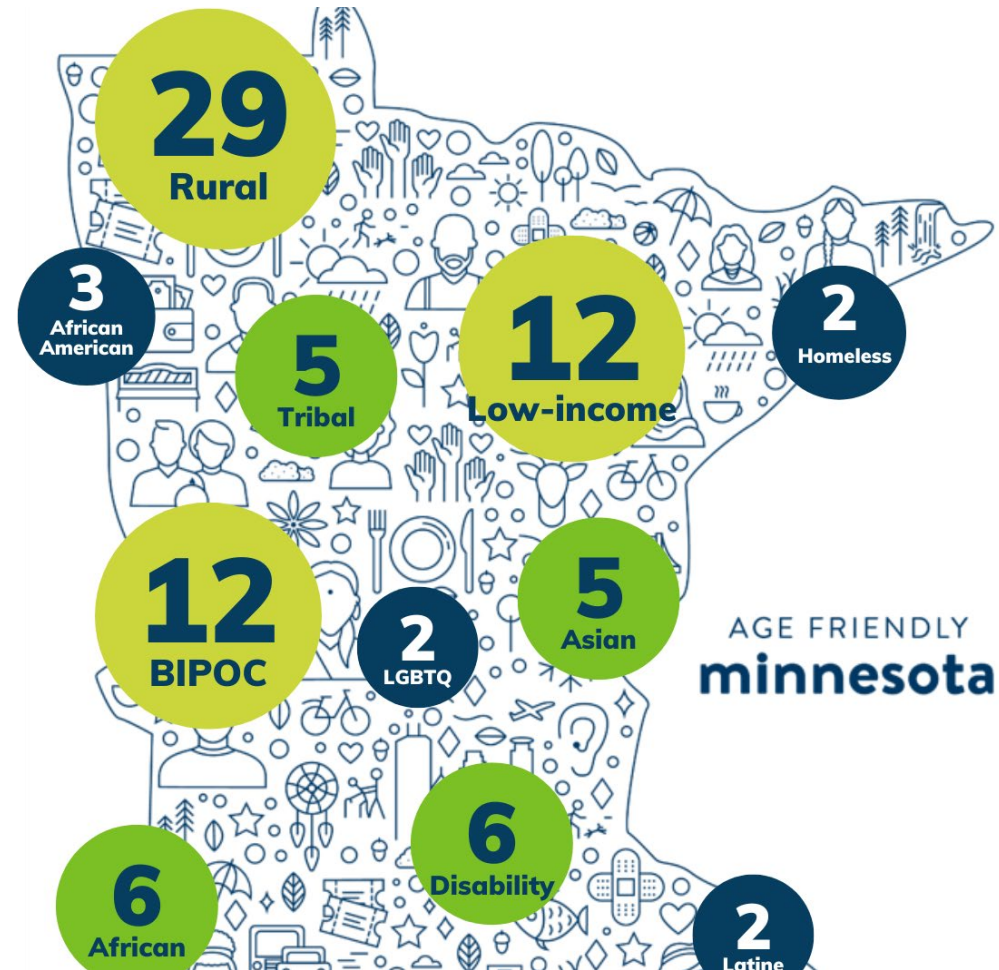 29
Rural
3
African
American
5
Tribal
12
Low-income
2
Homeless
12
BIPOC
2
LGBTQ
5
Asian
AGE FRIENDLY
minnesota
6
Disability
6
African
2
Latine